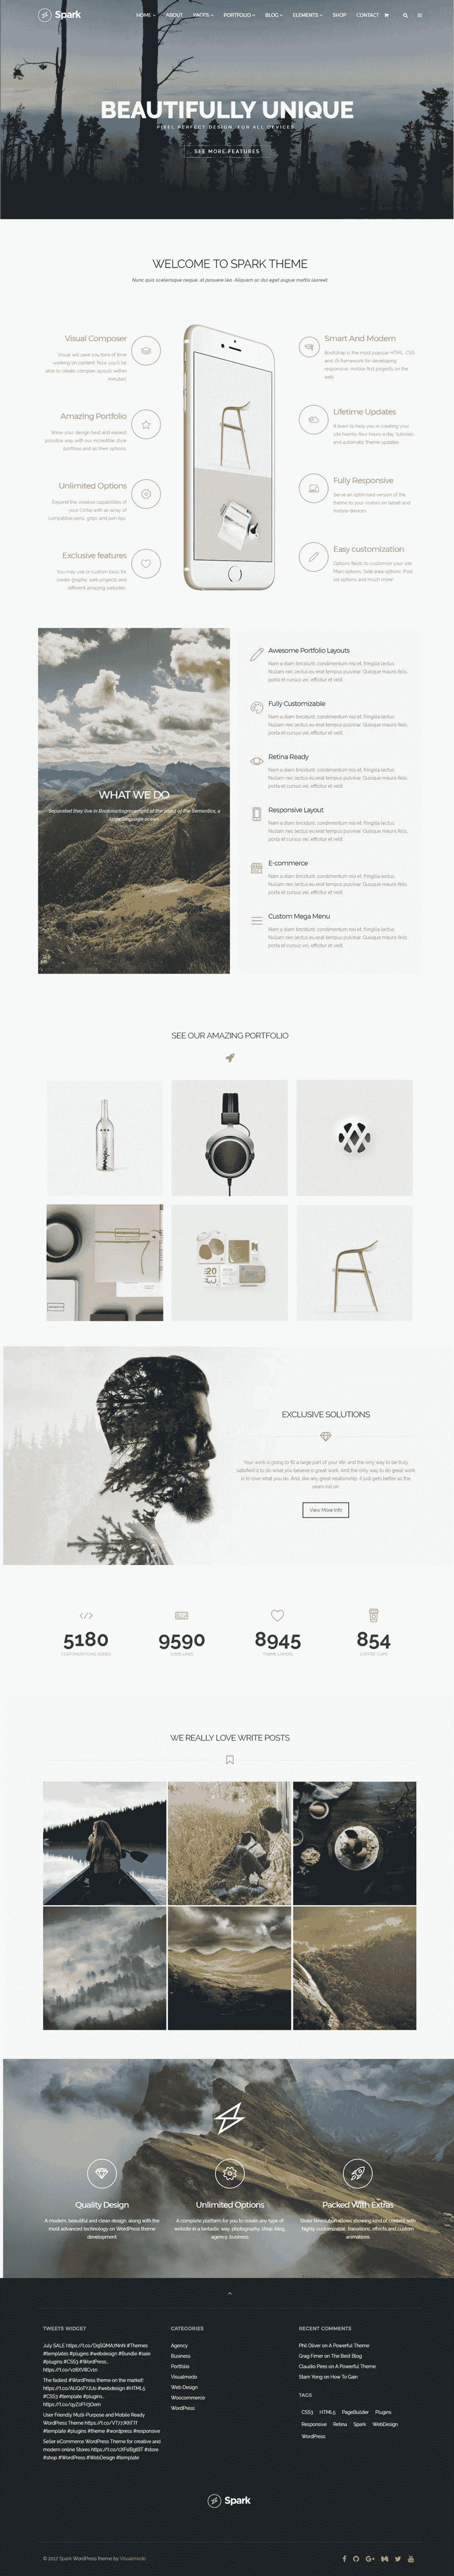 Spark
HOME ABOUT PAGES PORTFOLIO BLOG ELEMENTS SHOP CONTACT
BEAUTIFULLY UNIQUE
PIXEL PERFECT DESIGN, FOR ALL DEVICES
SEE MORE FEATURES
WELCOME TO SPARK THEME
Nunc quis scelerisque neque, at posuere leo. Aliquam ac dui eget augue mattis laoreet.
Visual Composer
Visual will save you tons of time
working on content. Now you'll be
able to create complex layouts within
minutes!
Amazing Portfolio
Show your design best and easiest
possible way with our incredible style
portfolio and all their options.
Unlimited Options
Expand the creative capabilities of
your Cintiq with an array of
compatible pens, grips and pen tips.
Exclusive features
You may use in custom tools for
create graphic web projects and
different amazing websites.
Smart And Modern
Bootstrap is the most popular HTML, CSS,
and JS framework for developing
responsive, mobile first projects on the
web.
Lifetime Updates
A team to help you in creating your
site twenty-four hours a day, tutorials
and automatic theme updates.
Fully Responsive
Serve an optimised version of the
theme to your visitors on tablet and
mobile devices
Easy customization
Options fields to customize your site
Main options, Side area options, Post
col options and much more!
WHAT WE DO
Separated they live in Bookmarksgrove right at the coast of the Semantics, a
large language ocean.
Awesome Portfolio Layouts
Nam a diam tincidunt, condimentum nisi et, fringilla lectus.
Nullam nec lectus eu erat tempus pulvinar. Quisque mauris felis,
porta et cursus vel, efficitur et velit.
Fully Customizable
Nam a diam tincidunt, condimentum nisi et, fringilla lectus.
Nullam nec lectus eu erat tempus pulvinar. Quisque mauris felis,
porta et cursus vel, efficitur et velit.
Retina Ready
Nam a diam tincidunt, condimentum nisi et, fringilla lectus.
Nullam nec lectus eu erat tempus pulvinar. Quisque mauris felis,
porta et cursus vel, efficitur et velit.
Responsive Layout
Nam a diam tincidunt, condimentum nisi et, fringilla lectus.
Nullam nec lectus eu erat tempus pulvinar. Quisque mauris felis,
porta et cursus vel, efficitur et velit.
E-commerce
Nam a diam tincidunt, condimentum nisi et, fringilla lectus.
Nullam nec lectus eu erat tempus pulvinar. Quisque mauris felis,
porta et cursus vel, efficitur et velit.
Custom Mega Menu
Nam a diam tincidunt, condimentum nisi et, fringilla lectus.
Nullam nec lectus eu erat tempus pulvinar. Quisque mauris felis,
porta et cursus vel, efficitur et velit.
SEE OUR AMAZING PORTFOLIO
EXCLUSIVE SOLUTIONS
Your work is going to fill a large part of your life, and the only way to be truly
satisfied is to do what you believe is great work. And the only way to do great work
is to love what you do. And, like any great relationship, it just gets better as the
years roll on.
View More Info
5180
CUSTOMIZATIONS ADDED
9590
CODE LINES
8945
THEME LOVERS
854
COFFEE CUPS
WE REALLY LOVE WRITE POSTS
Quality Design
A modern, beautiful and clean design, along with the
most advanced technology on WordPress theme
development
Unlimited Options
A complete platform for you to create any type of
website in a fantastic way, photography, shop, blog,
agency, business.
Packed With Extras
Slider Revolution allows showing big content with
highly customizable, transitions, effects and custom
animations
TWEETS WIDGET
July SALE #Themes
#templates #plugins #webdesign #Bundle #sale
#plugins #CSS3 #WordPress…
The fastest #WordPress theme on the market!
#webdesign #HTML5
#CSS3 #template #plugins…
User Friendly Multi-Purpose and Mobile Ready
WordPress Theme
#template #plugins #theme #wordpress #responsive
Seller eCommerce WordPress Theme for creative and
modern online Stores #store
#shop #WordPress #WebDesign #template
CATEGORIES
Agency
Business
Portfolio
Visualmodo
Web Design
Woocommerce
WordPress
RECENT COMMENTS
Phil Oliver on A Powerful Theme
Greg Fimer on The Best Blog
Claudio Pires on A Powerful Theme
Stam Yong on How To Gain
TAGS
CSS3 HTML5 PageBuilder Plugins
Responsive Retina Spark WebDesign
WordPress
Spark
© 2017 Spark WordPress theme by Visualmodo